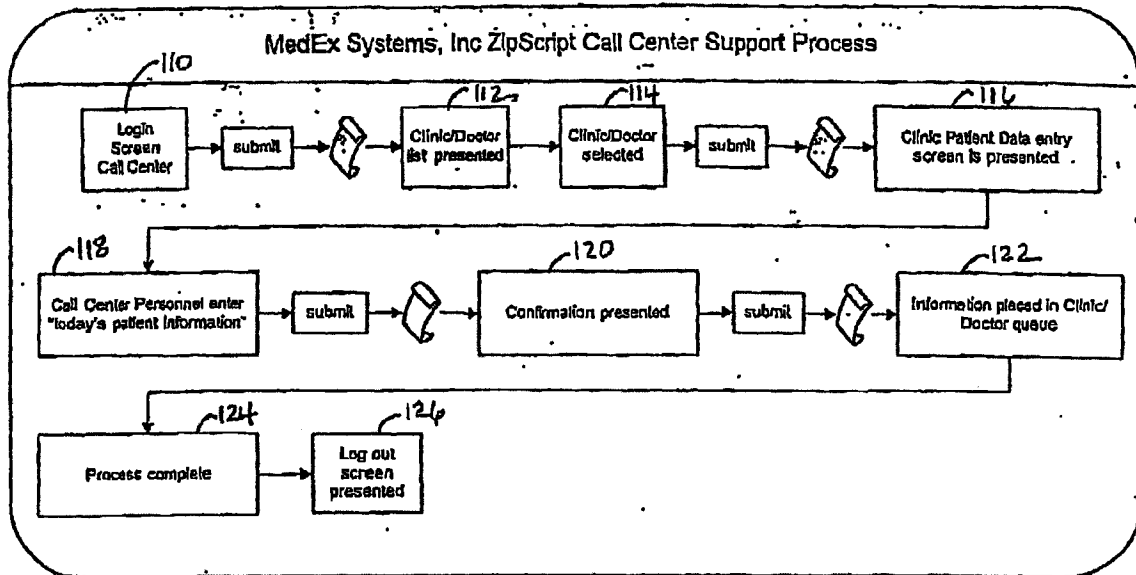 MedEx Systems, Inc ZipScript Call Center Support Process
110
Login
Screen
Call Center
submit
112
Clinic/Doctor
list presented
114
Clinic/Doctor
selected
submit
116
Clinic Patient Data entry
screen is presented
118
Call Center Personnel enter
"today's patient Information"
submit
120
Confirmation presented
submit
122
Information placed in Clinic/
Doctor queue
124
Process complete
126
Log out
screen
presented